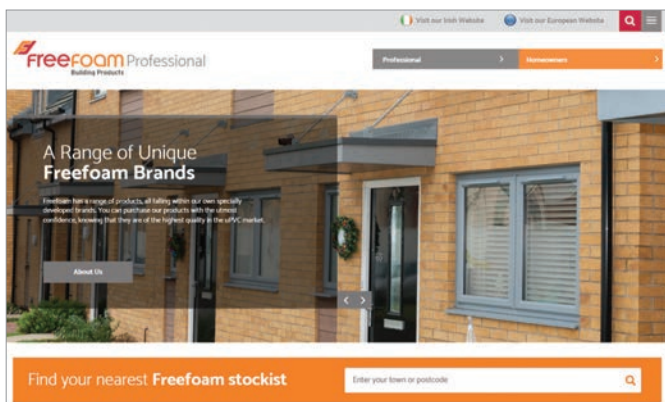 Visit our Irish Website Visit our European Website
Freefoam Professional
Building Products
Professional Homeowners
A Range of Unique
Freefoam Brands
Freefoam has a range of products, all falling within our own specially
developed brands. You can purchase our products with the utmost
confidence, knowing that they are of the highest quality in the uPVC market.
About Us
Find your nearest Freefoam stockist
Enter your town or postcode